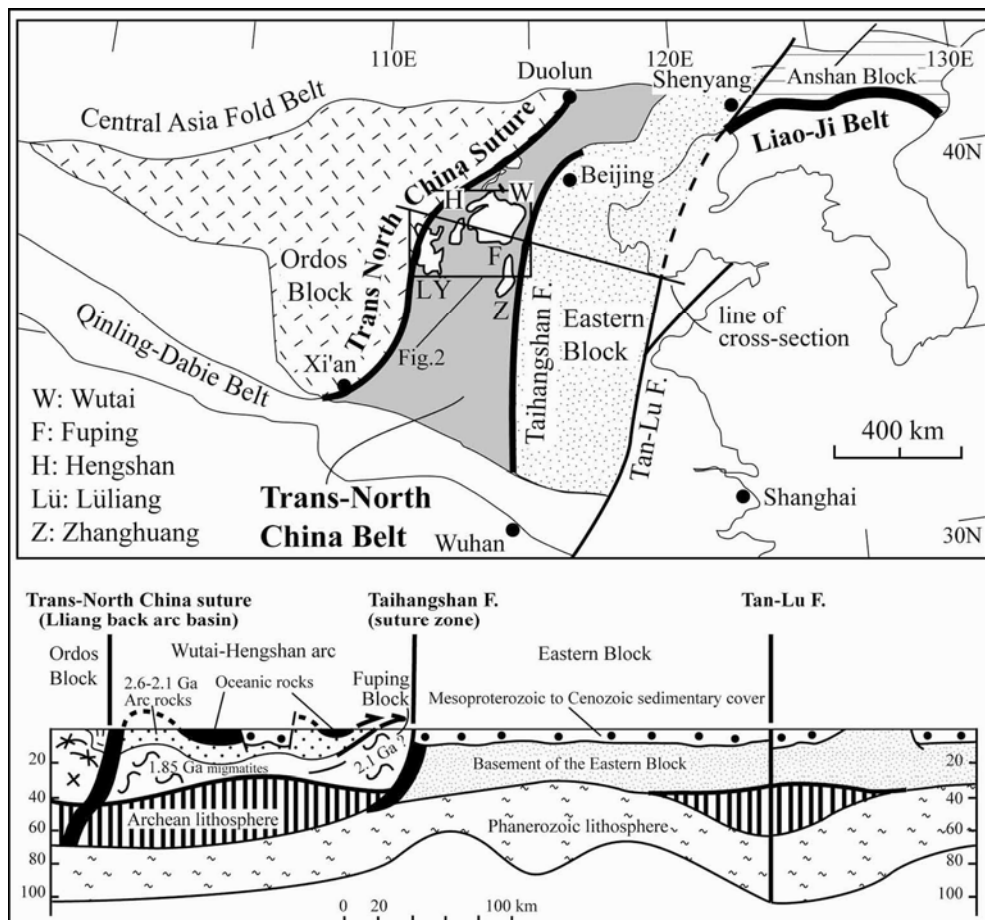 110E
120E
130E
Duolun
Shenyang
Anshan Block
Central Asia Fold Belt
Liao-Ji Belt
40N
Trans North China Suture
Beijing
H
W
F
Ordos
Block
LY
Z
Eastern
Block
line of
cross-section
Qinling-Dabie Belt
Xi'an
Fig.2
Taihangshan F.
Tan-Lu F.
400 km
W: Wutai
F: Fuping
H: Hengshan
Lü: Lüliang
Z: Zhanghuang
Trans-North
China Belt
Wuhan
Shanghai
30N
Trans-North China suture
(Lliang back arc basin)
Taihangshan F.
(suture zone)
Tan-Lu F.
Ordos
Block
Wutai-Hengshan arc
Eastern Block
2.6-2.1 Ga
Arc rocks
Oceanic rocks
Fuping
Block
Mesoproterozoic to Cenozoic sedimentary cover
20
40
60
80
100
1.85 Ga migmatites
2.1 Ga ?
Basement of the Eastern Block
Archean lithosphere
Phanerozoic lithosphere
20
40
60
80
100
0 20 100 km